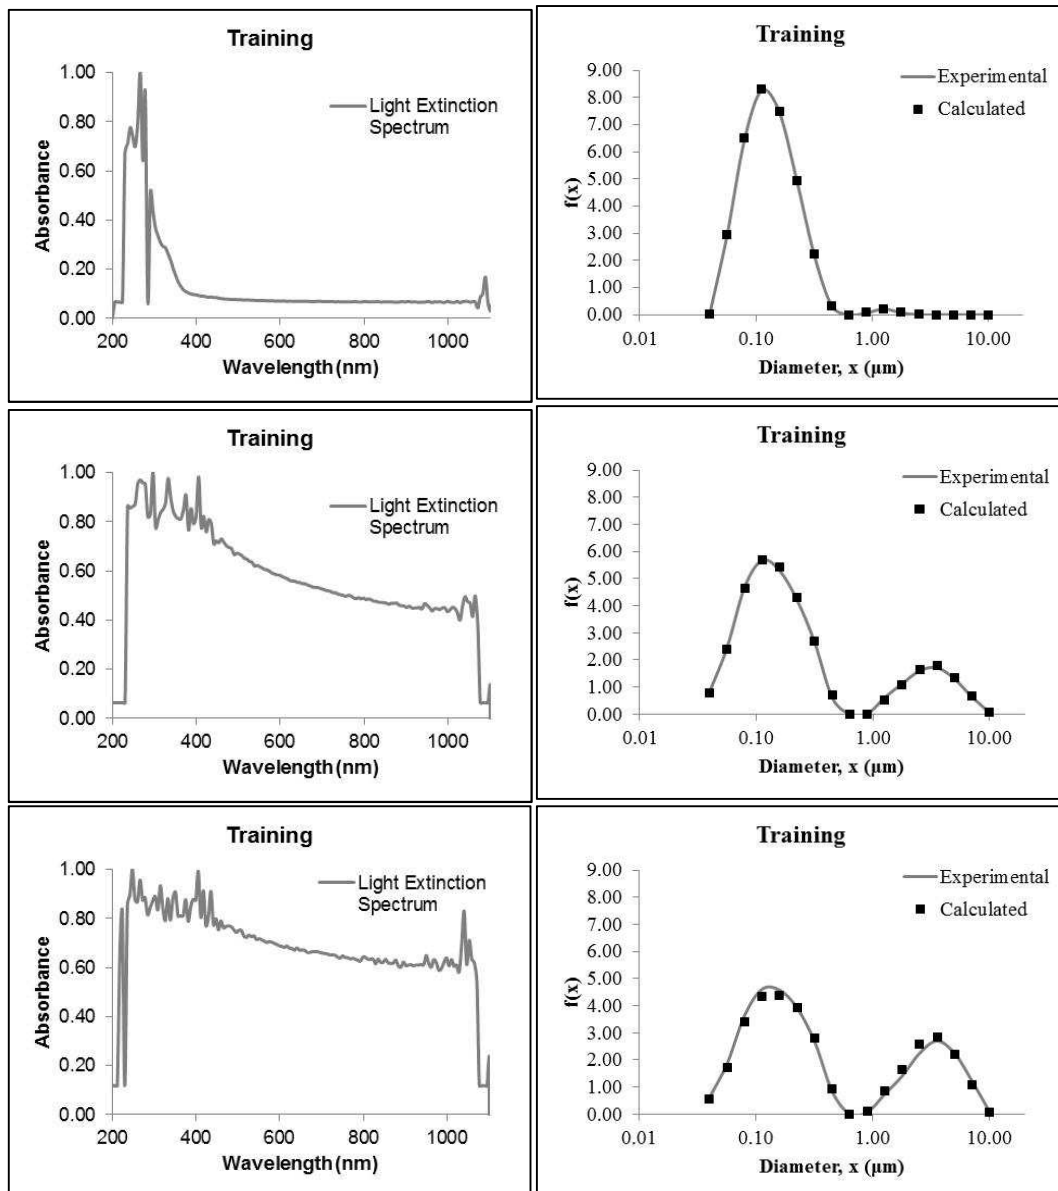 Training
1.00
0.80
0.60
0.40
0.20
0.00
Absorbance
Light Extinction
Spectrum
200 400 600 800 1000
Wavelength (nm)
Training
9.00
8.00
7.00
6.00
5.00
4.00
3.00
2.00
1.00
0.00
f(x)
Experimental
Calculated
0.01 0.10 1.00 10.00
Diameter, x (μm)
Training
1.00
0.80
0.60
0.40
0.20
0.00
Absorbance
Light Extinction
Spectrum
200 400 600 800 1000
Wavelength (nm)
Training
9.00
8.00
7.00
6.00
5.00
4.00
3.00
2.00
1.00
0.00
f(x)
Experimental
Calculated
0.01 0.10 1.00 10.00
Diameter, x (μm)
Training
1.00
0.80
0.60
0.40
0.20
0.00
Absorbance
Light Extinction
Spectrum
200 400 600 800 1000
Wavelength (nm)
Training
9.00
8.00
7.00
6.00
5.00
4.00
3.00
2.00
1.00
0.00
f(x)
Experimental
Calculated
0.01 0.10 1.00 10.00
Diameter, x (μm)